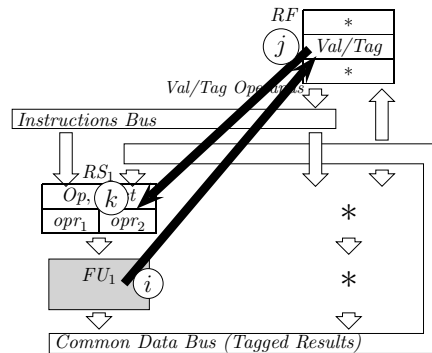 RF
*
j Val/Tag
*
Val/Tag Operands
Instructions Bus
RS1
Op, k t
opr1 opr2
*
FU1 i *
Common Data Bus (Tagged Results)